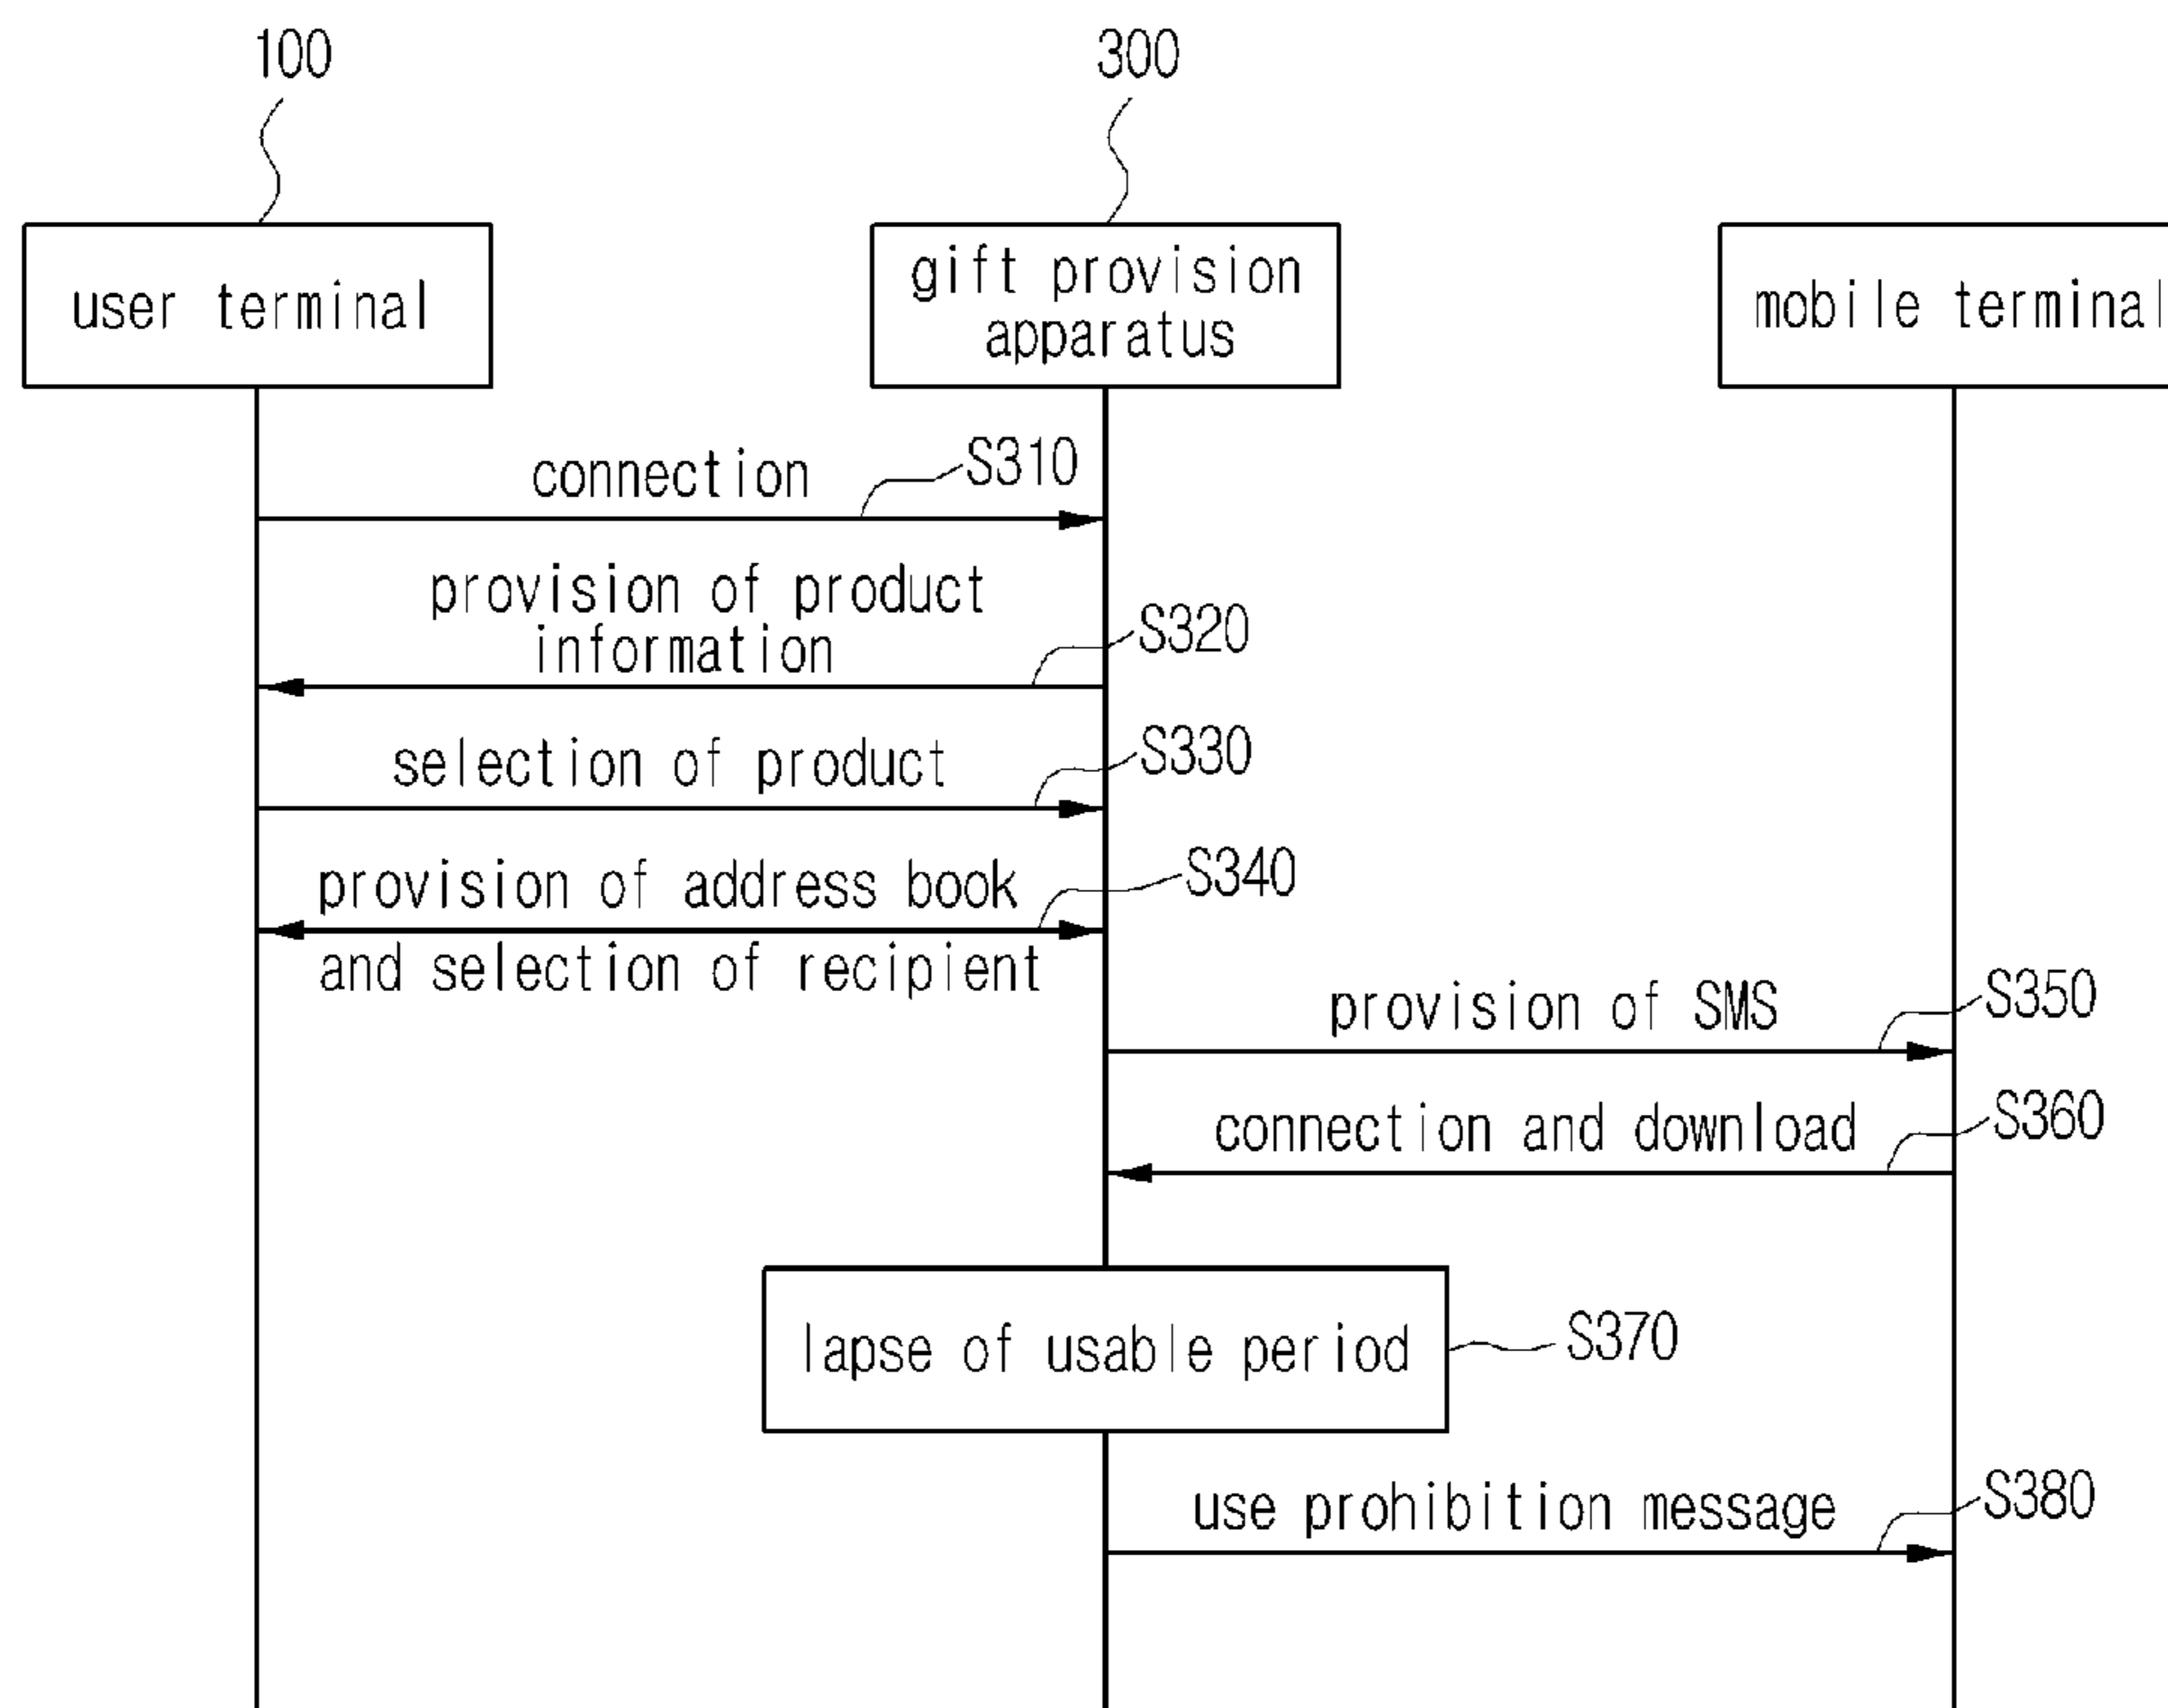 100
300
user terminal
gift provision
apparatus
mobile terminal
connection
S310
provision of product
information
S320
selection of product
S330
provision of address book
S340
and selection of recipient
provision of SMS
S350
connection and download
S360
lapse of usable period
S370
use prohibition message
S380